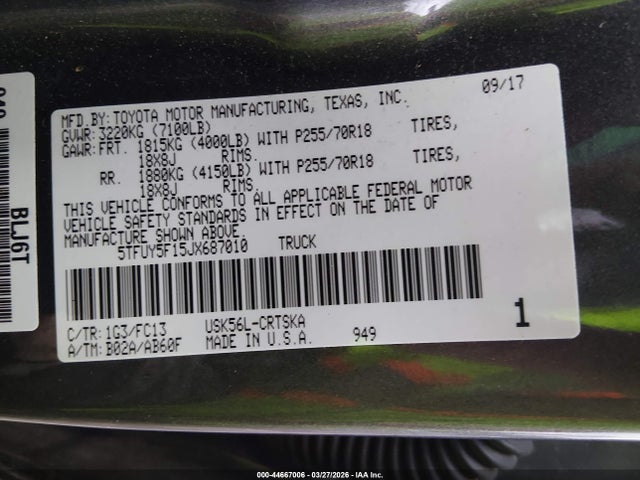 MFD.BY:TOYOTA MOTOR MANUFACTURING, TEXAS, INC. 09/17
GVWR:3220KG (7100LB)
GAWR:FRT. 1815KG (4000LB) WITH P255/70R18 TIRES,
18X8J RIMS.
RR. 1880KG (4150LB) WITH P255/70R18 TIRES,
18X8J RIMS.
THIS VEHICLE CONFORMS TO ALL APPLICABLE FEDERAL MOTOR
VEHICLE SAFETY STANDARDS IN EFFECT ON THE DATE OF
MANUFACTURE SHOWN ABOVE.
5TFUY5F15JX687010 TRUCK
C/TR: 1G3/FC13 USK56L-CRTSKA
A/TM: B02A/AB60F MADE IN U.S.A. 949
1
BLJ6T
000-44667006 - 03/27/2026 - IAA Inc.